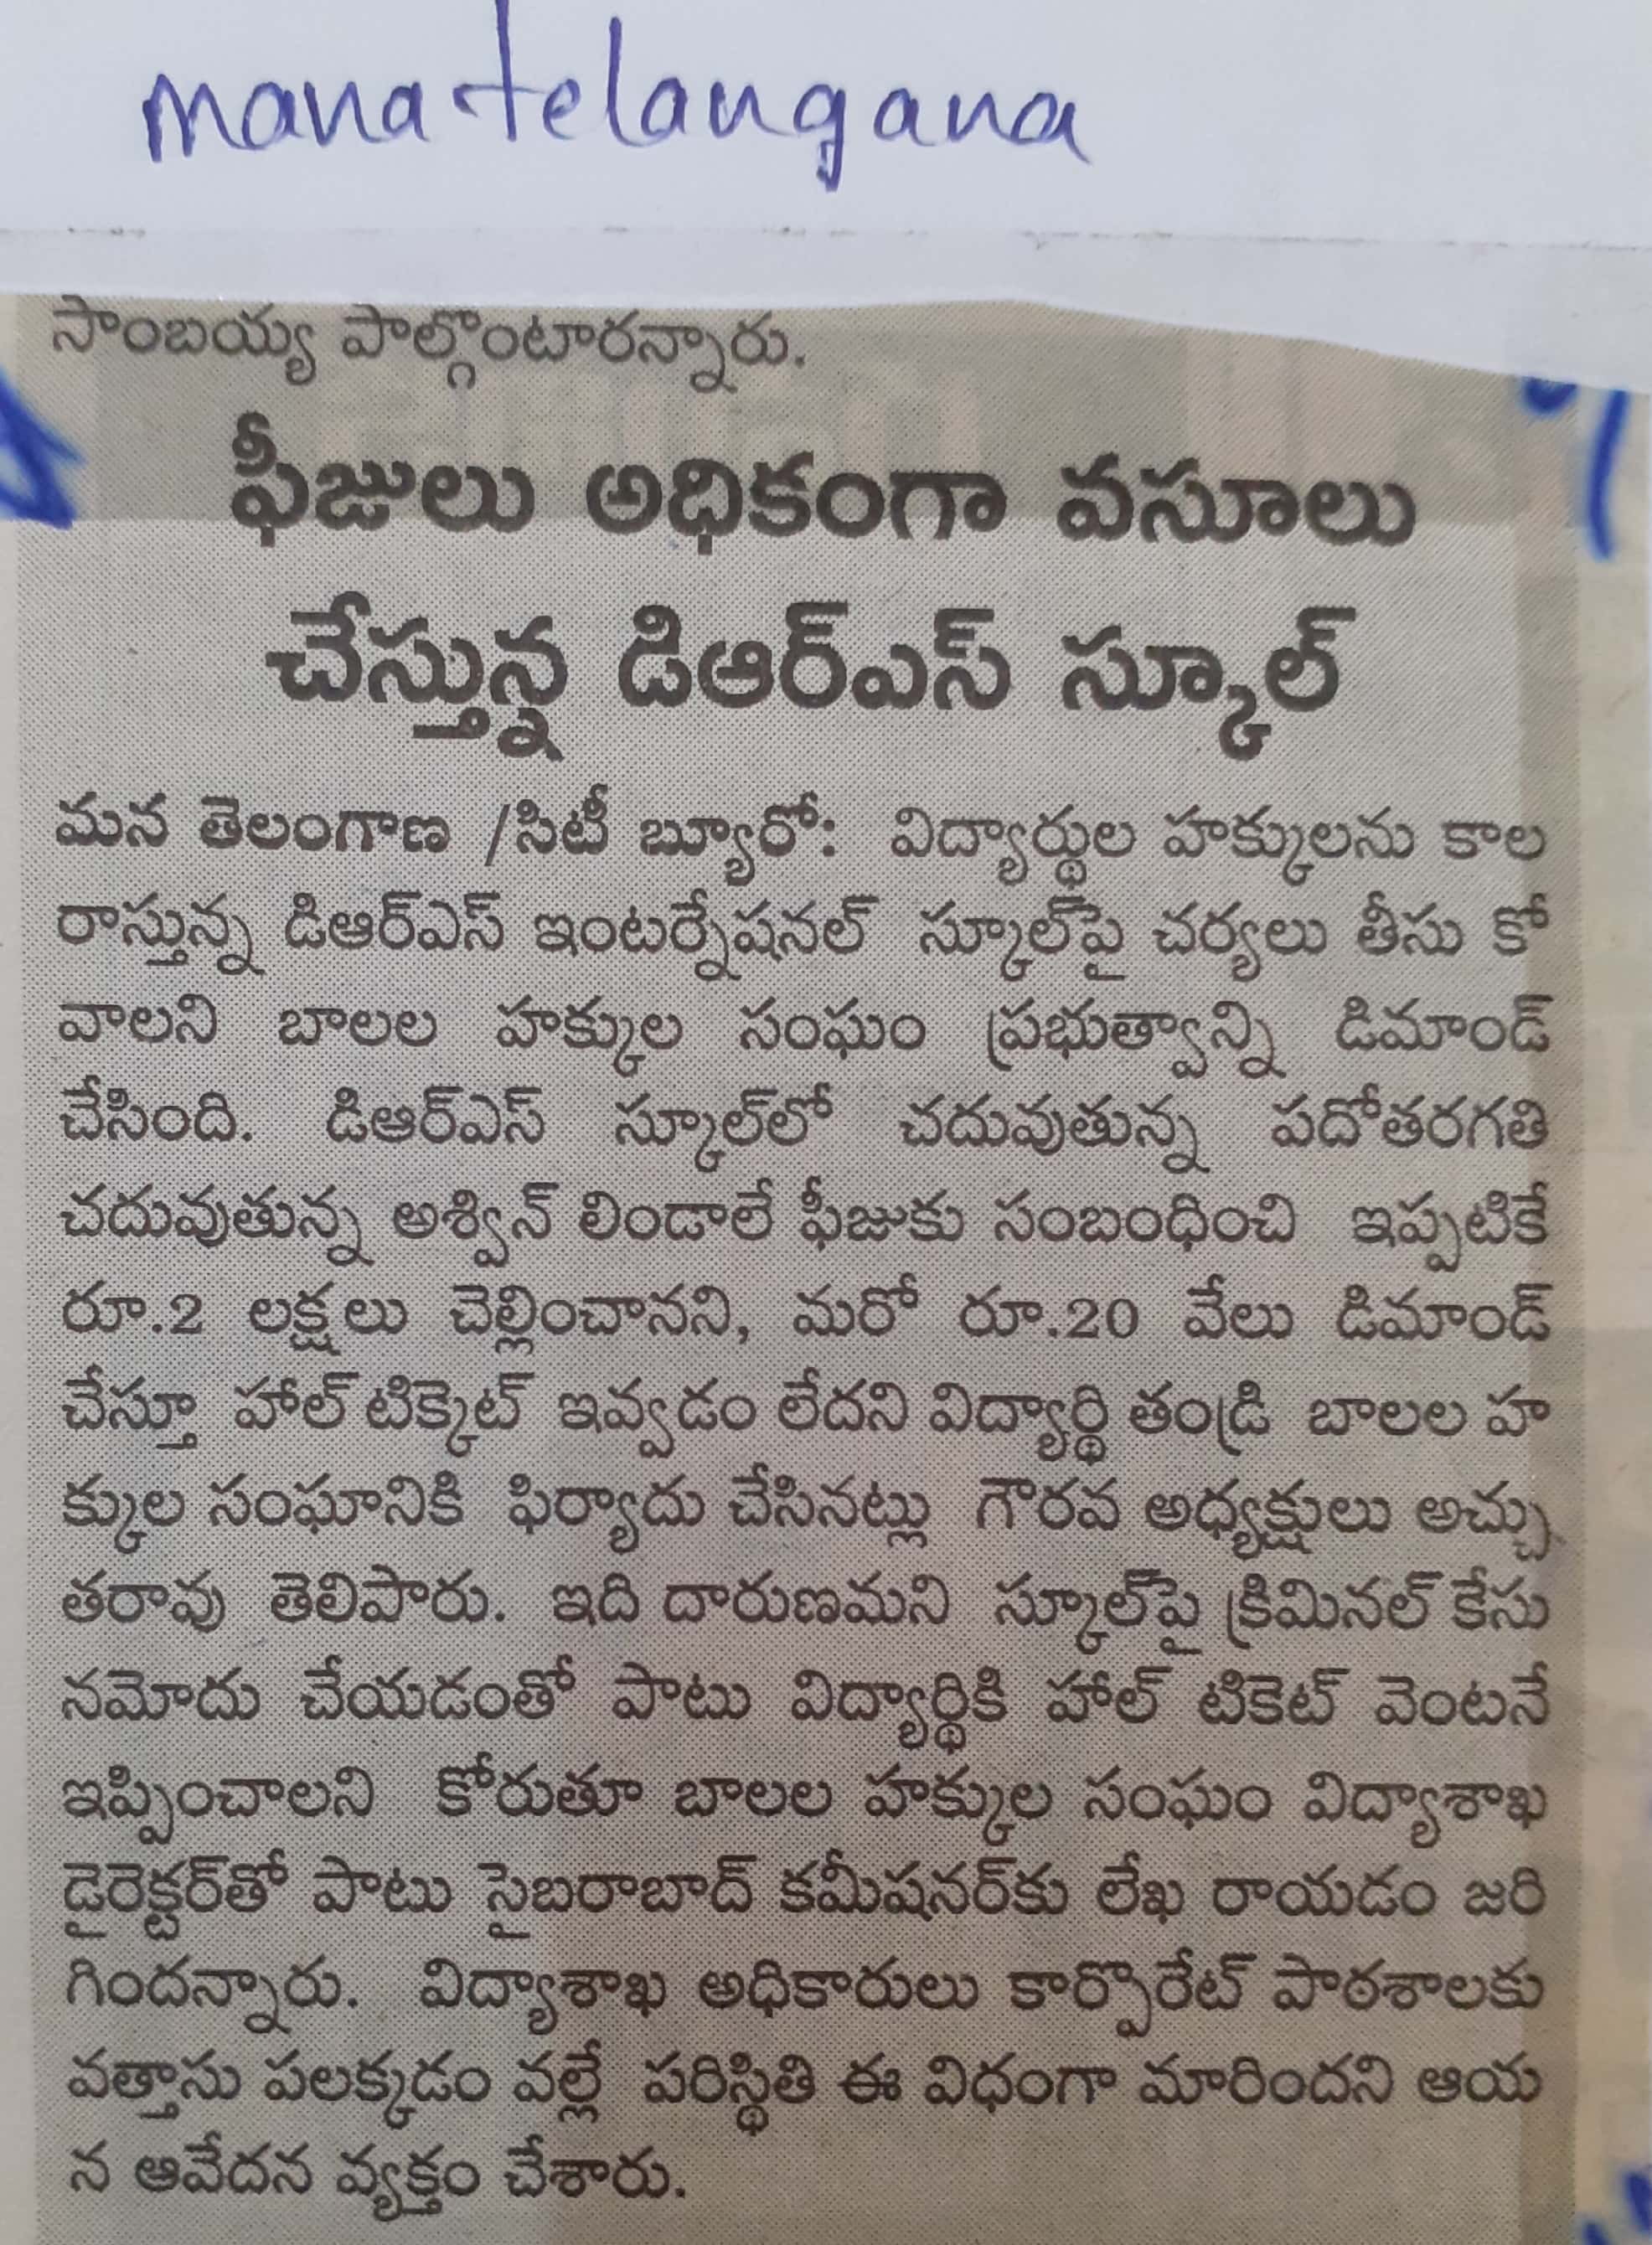 mana telangana
సాంబయ్య పాల్గొంటారన్నారు.
ఫీజులు అధికంగా వసూలు
చేస్తున్న డిఆర్ఎస్ స్కూల్
మన తెలంగాణ /సిటీ బ్యూరో: విద్యార్థుల హక్కులను కాల
రాస్తున్న డిఆర్ఎస్ ఇంటర్నేషనల్ స్కూల్‌పై చర్యలు తీసు కో
వాలని బాలల హక్కుల సంఘం ప్రభుత్వాన్ని డిమాండ్
చేసింది. డిఆర్ఎస్ స్కూల్‌లో చదువుతున్న పదోతరగతి
చదువుతున్న అశ్విన్ లిండాలే ఫీజుకు సంబంధించి ఇప్పటికే
రూ.2 లక్షలు చెల్లించానని, మరో రూ.20 వేలు డిమాండ్
చేస్తూ హాల్ టిక్కెట్ ఇవ్వడం లేదని విద్యార్థి తండ్రి బాలల హ
క్కుల సంఘానికి ఫిర్యాదు చేసినట్లు గౌరవ అధ్యక్షులు అచ్యు
తరావు తెలిపారు. ఇది దారుణమని స్కూల్‌పై క్రిమినల్ కేసు
నమోదు చేయడంతో పాటు విద్యార్థికి హాల్ టికెట్ వెంటనే
ఇప్పించాలని కోరుతూ బాలల హక్కుల సంఘం విద్యాశాఖ
డైరెక్టర్‌తో పాటు సైబరాబాద్ కమీషనర్‌కు లేఖ రాయడం జరి
గిందన్నారు. విద్యాశాఖ అధికారులు కార్పొరేట్ పాఠశాలకు
వత్తాసు పలక్కడం వల్లే పరిస్థితి ఈ విధంగా మారిందని ఆయ
న ఆవేదన వ్యక్తం చేశారు.